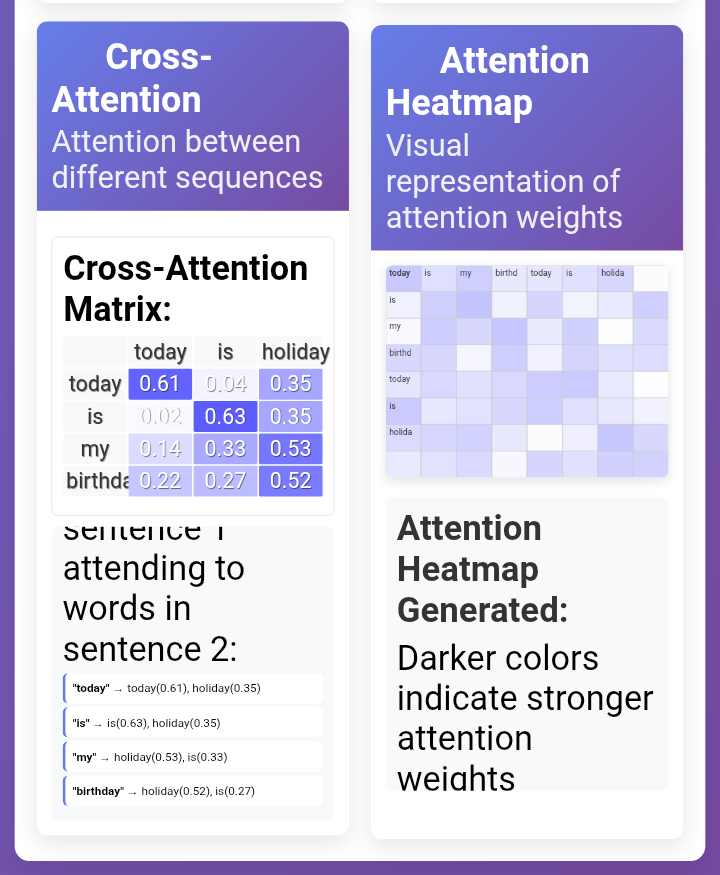 Cross-
Attention
Attention between
different sequences
Cross-Attention
Matrix:
today is holiday
today 0.61 0.04 0.35
is 0.02 0.63 0.35
my 0.14 0.33 0.53
birthda 0.22 0.27 0.52
sentence 1
attending to
words in
sentence 2:
"today" → today(0.61), holiday(0.35)
"is" → is(0.63), holiday(0.35)
"my" → holiday(0.53), is(0.33)
"birthday" → holiday(0.52), is(0.27)
Attention
Heatmap
Visual
representation of
attention weights
today is my birthd today is holida
is
my
birthd
today
is
holida
Attention
Heatmap
Generated:
Darker colors
indicate stronger
attention
weights